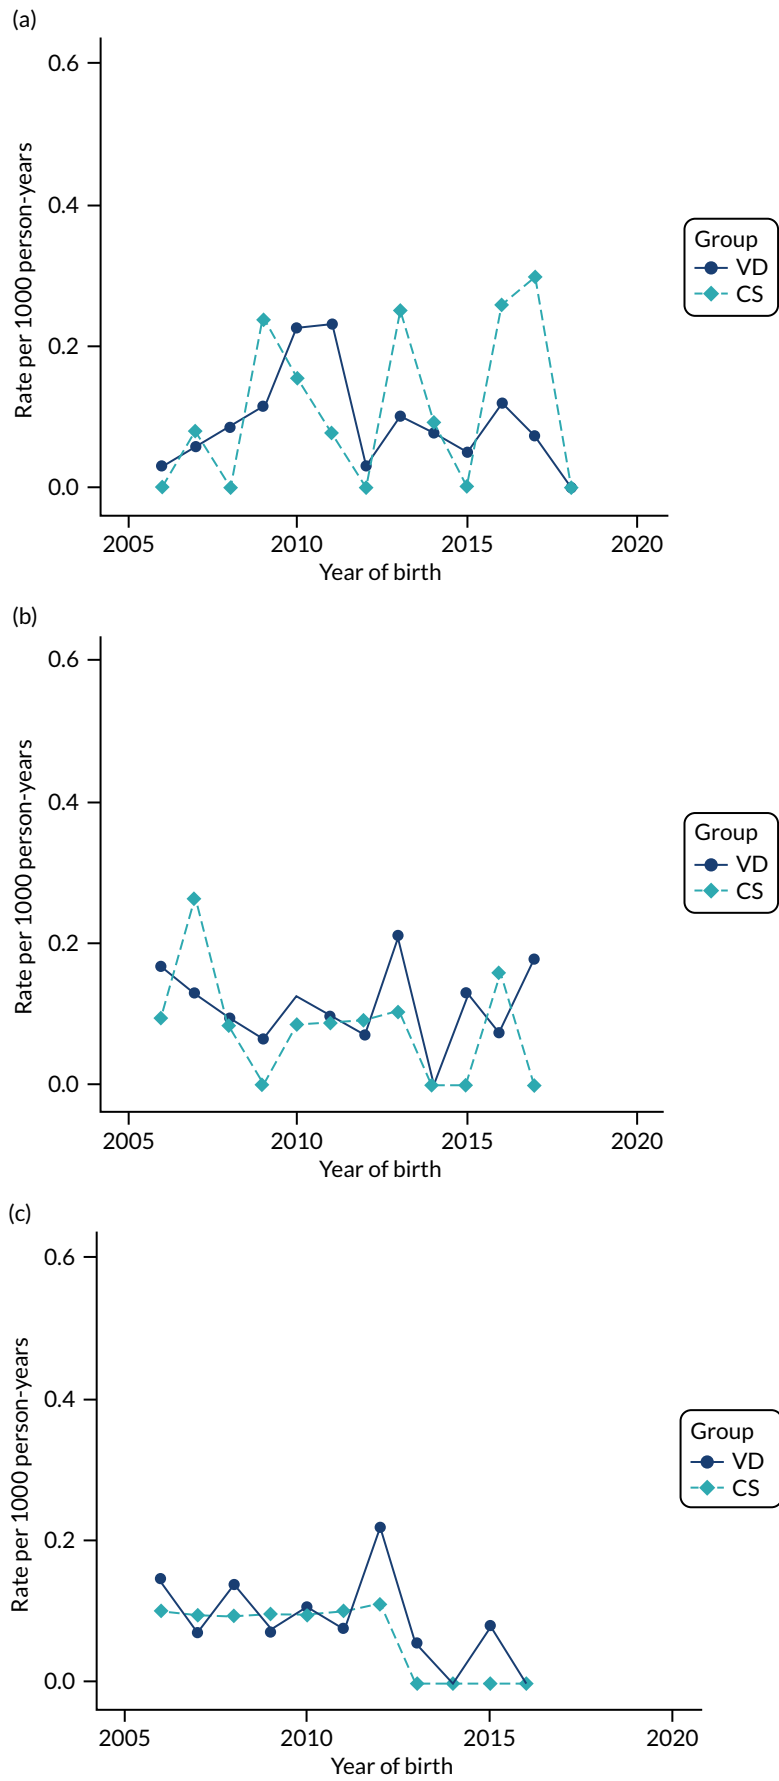 (a)
0.6
0.4
0.2
0.0
Rate per 1000 person-years
2005 2010 2015 2020
Year of birth
Group
VD
CS
(b)
0.6
0.4
0.2
0.0
Rate per 1000 person-years
2005 2010 2015 2020
Year of birth
Group
VD
CS
(c)
0.6
0.4
0.2
0.0
Rate per 1000 person-years
2005 2010 2015 2020
Year of birth
Group
VD
CS